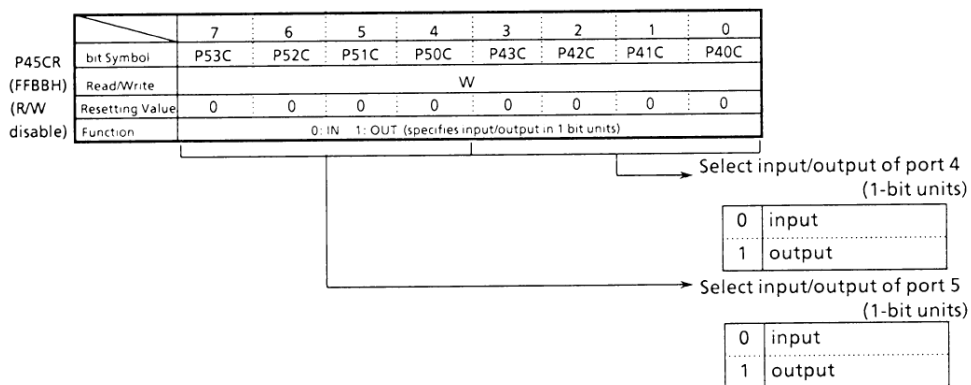 7 6 5 4 3 2 1 0
P45CR bit Symbol P53C P52C P51C P50C P43C P42C P41C P40C
(FFBBH) Read/Write W
(R/W Resetting Value 0 0 0 0 0 0 0 0
disable) Function 0: IN 1: OUT (specifies input/output in 1 bit units)
Select input/output of port 4
(1-bit units)
0 input
1 output
Select input/output of port 5
(1-bit units)
0 input
1 output